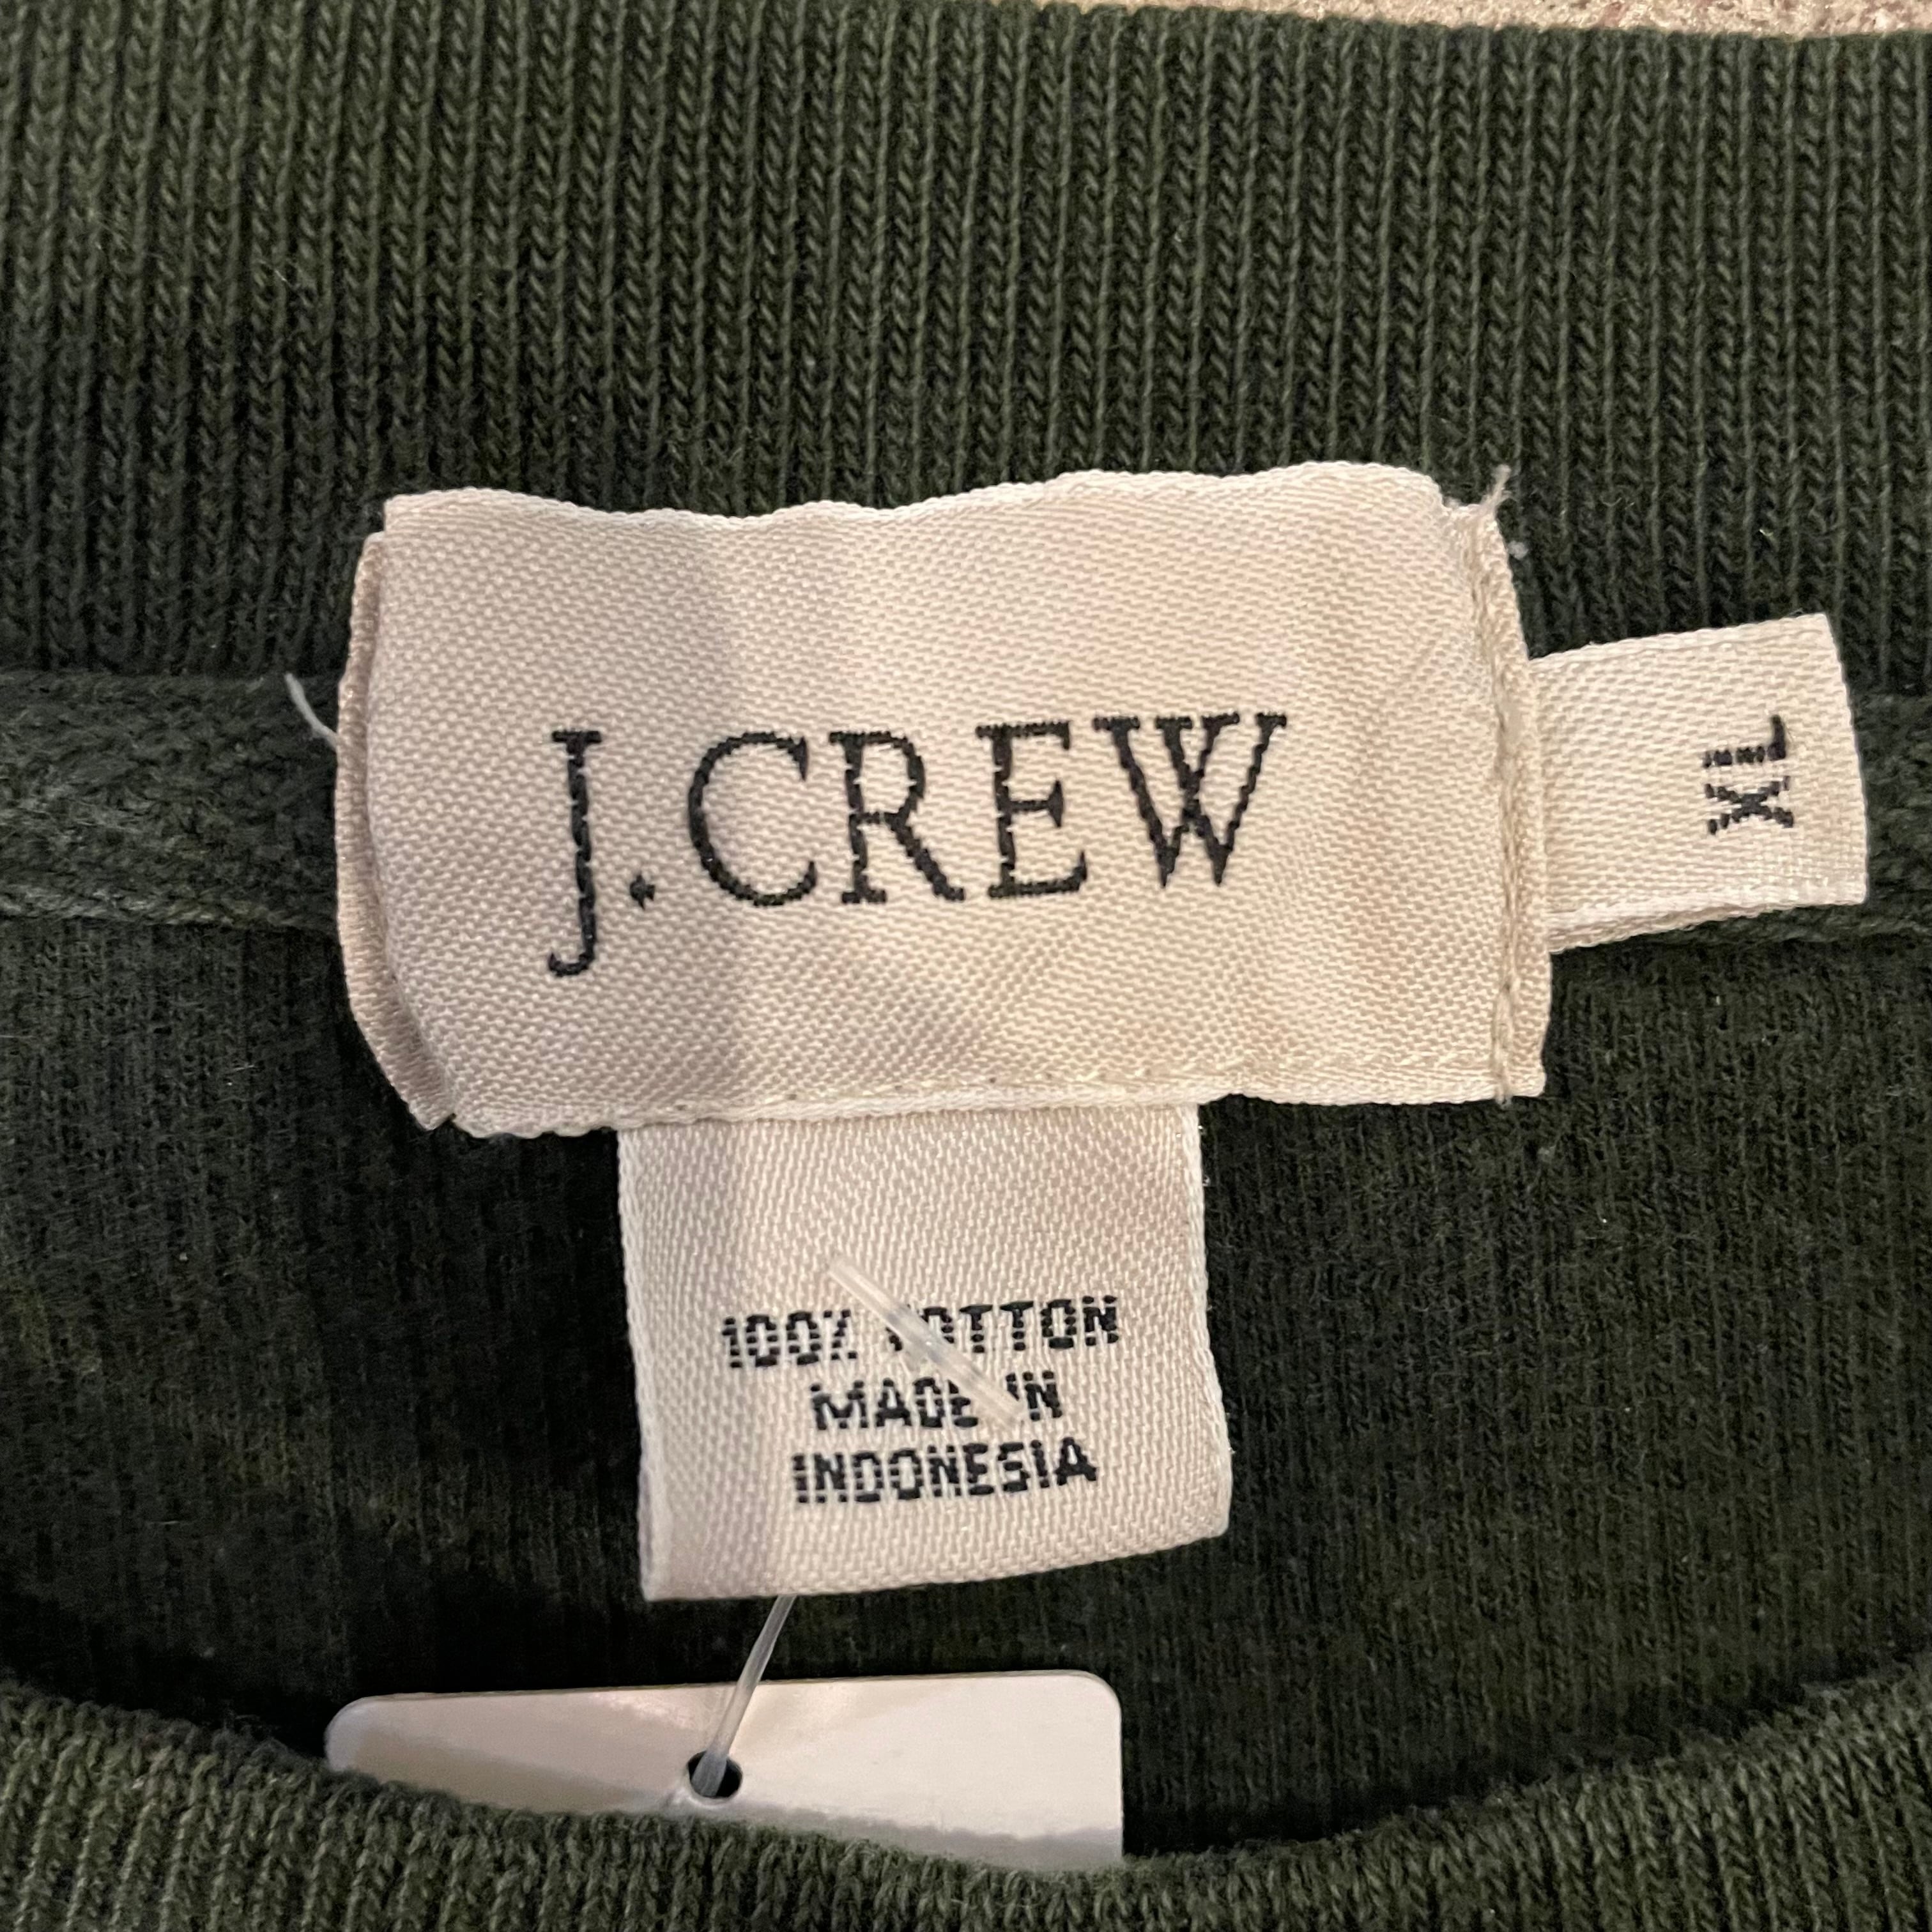 J.CREW
XL
100% COTTON
MADE IN
INDONESIA